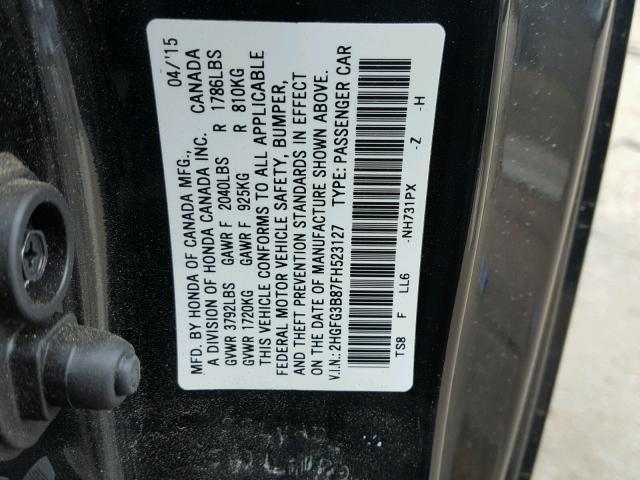 MFD. BY HONDA OF CANADA MFG., 04/'15
A DIVISION OF HONDA CANADA INC. CANADA
GVWR 3792LBS GAWR F 2040LBS R 1786LBS
GVWR 1720KG GAWR F 925KG R 810KG
THIS VEHICLE CONFORMS TO ALL APPLICABLE
FEDERAL MOTOR VEHICLE SAFETY, BUMPER,
AND THEFT PREVENTION STANDARDS IN EFFECT
ON THE DATE OF MANUFACTURE SHOWN ABOVE.
V.I.N.: 2HGFG3B87FH523127 TYPE: PASSENGER CAR
TS8 F LL6 -NH731PX -Z -H